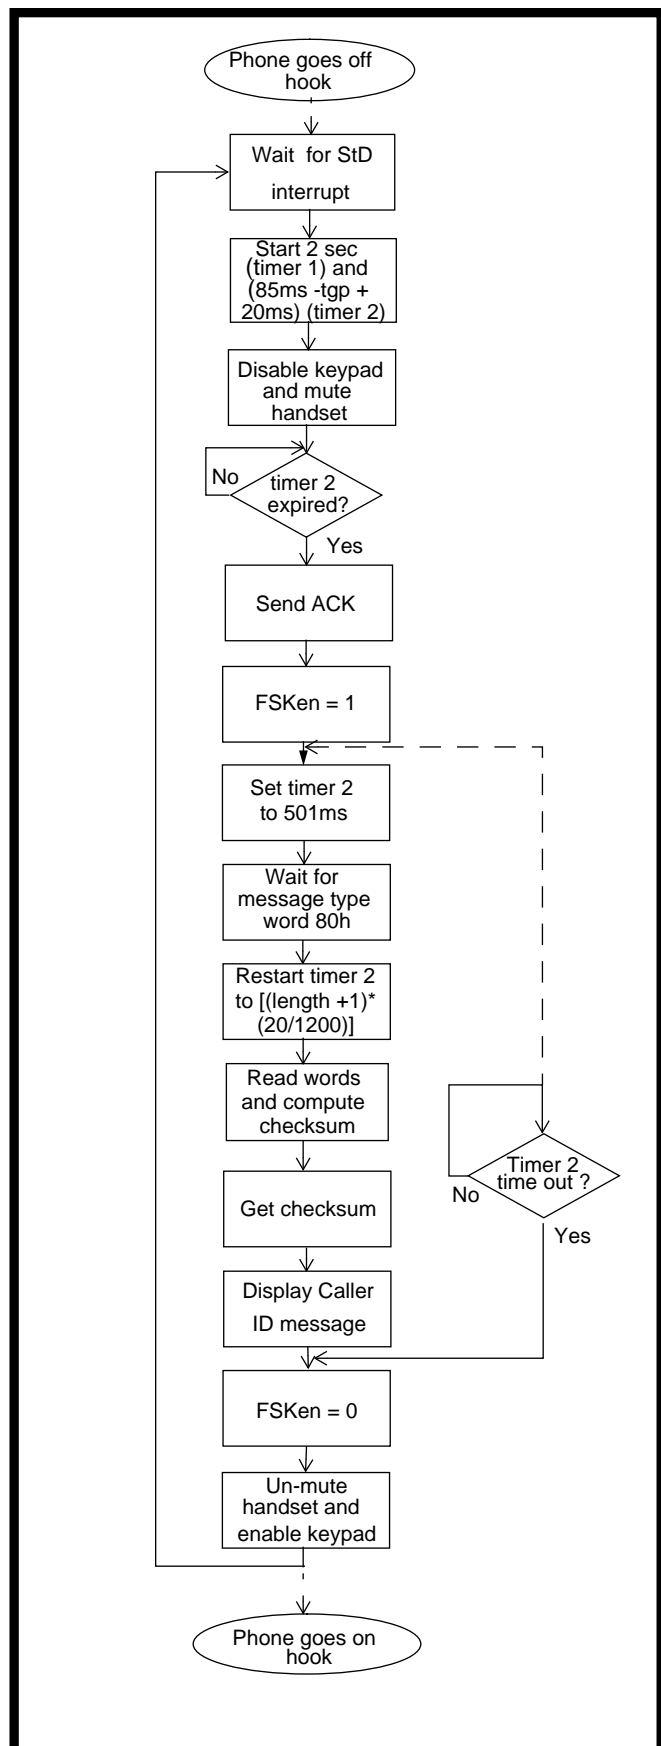 Phone goes off
hook
Wait for StD
interrupt
Start 2 sec
(timer 1) and
(85ms -tgp +
20ms) (timer 2)
Disable keypad
and mute
handset
No
timer 2
expired?
Yes
Send ACK
FSKen = 1
Set timer 2
to 501ms
Wait for
message type
word 80h
Restart timer 2
to [(length +1)*
(20/1200)]
Read words
and compute
checksum
Timer 2
time out ?
No
Yes
Get checksum
Display Caller
ID message
FSKen = 0
Un-mute
handset and
enable keypad
Phone goes on
hook